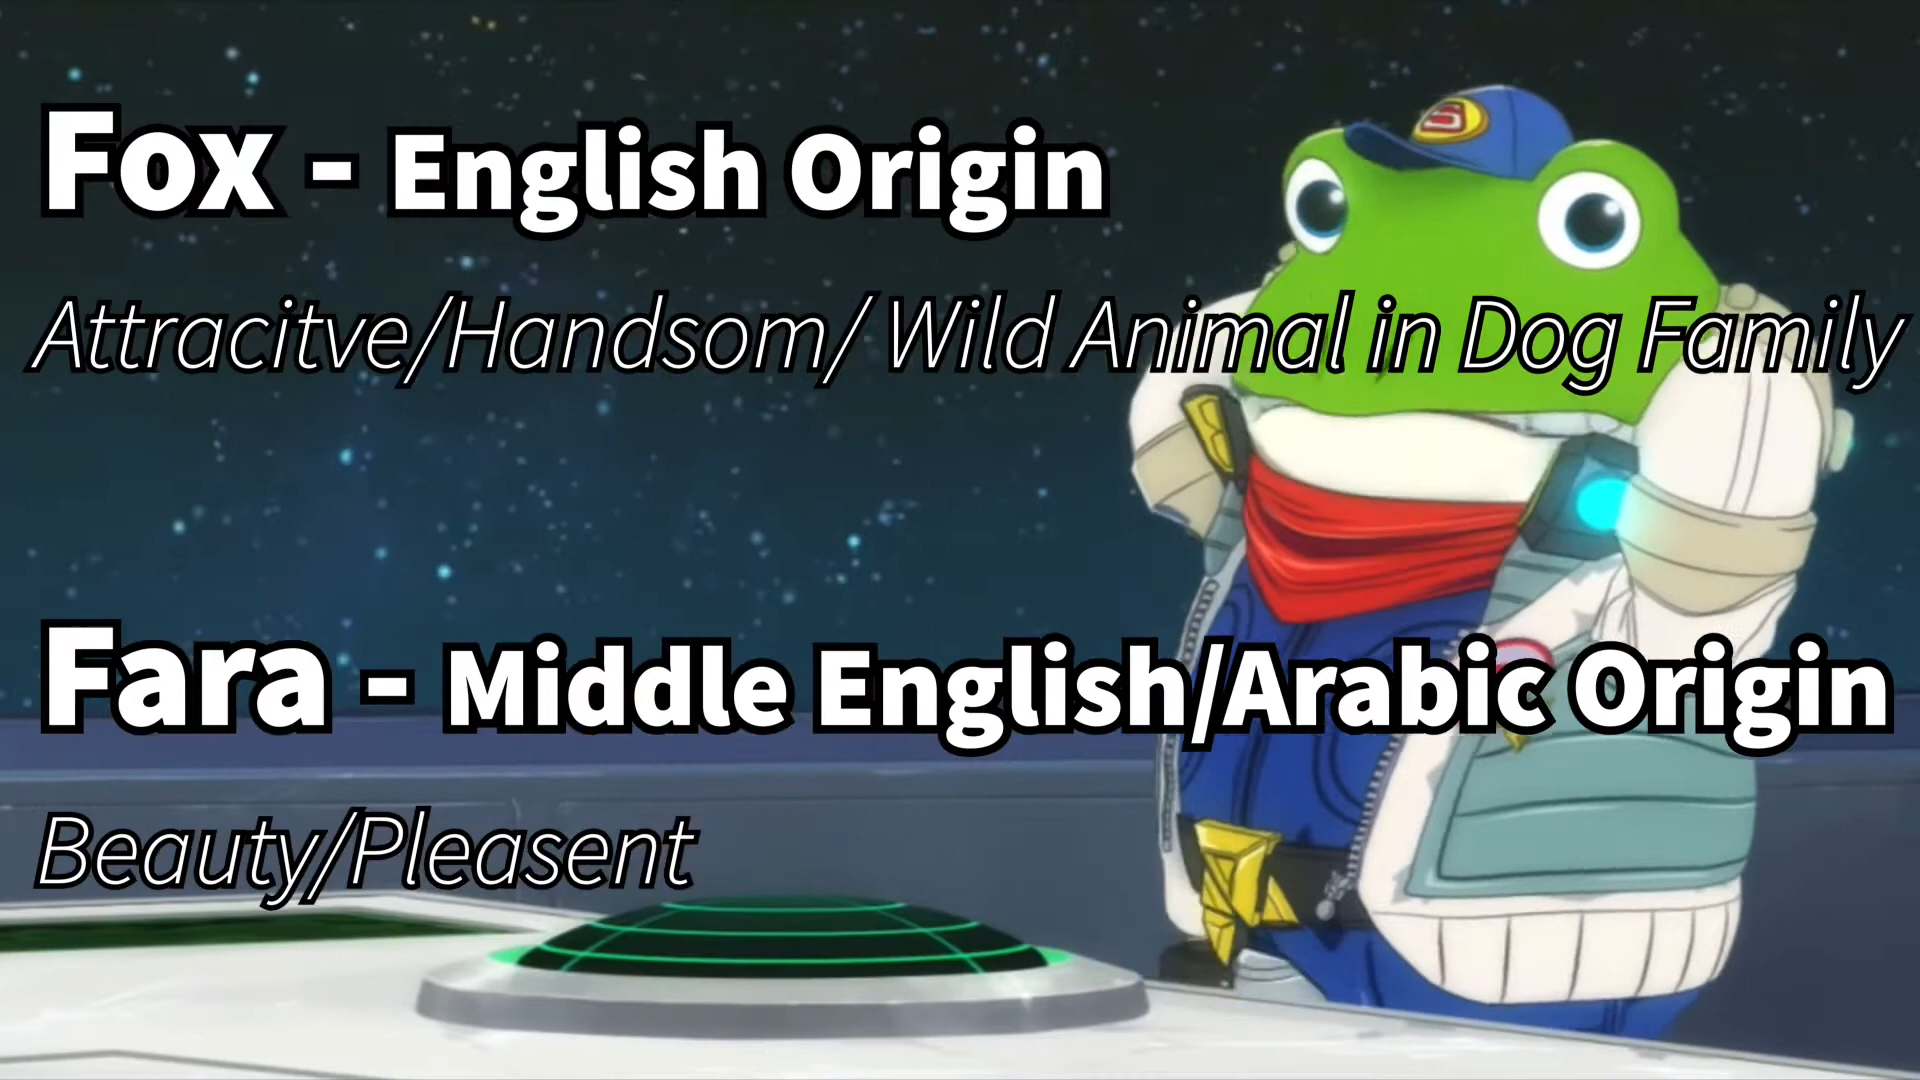 Fox - English Origin
Attracitve/Handsom/ Wild Animal in Dog Family
Fara - Middle English/Arabic Origin
Beauty/Pleasent